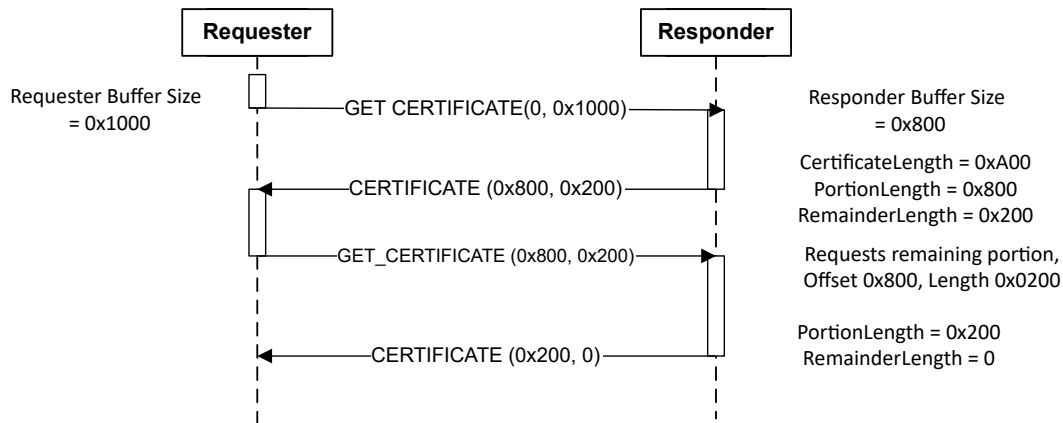 Requester
Responder
Requester Buffer Size
= 0x1000
GET CERTIFICATE(0, 0x1000)
Responder Buffer Size
= 0x800
CertificateLength = 0xA00
PortionLength = 0x800
RemainderLength = 0x200
CERTIFICATE (0x800, 0x200)
GET_CERTIFICATE (0x800, 0x200)
Requests remaining portion,
Offset 0x800, Length 0x0200
PortionLength = 0x200
RemainderLength = 0
CERTIFICATE (0x200, 0)